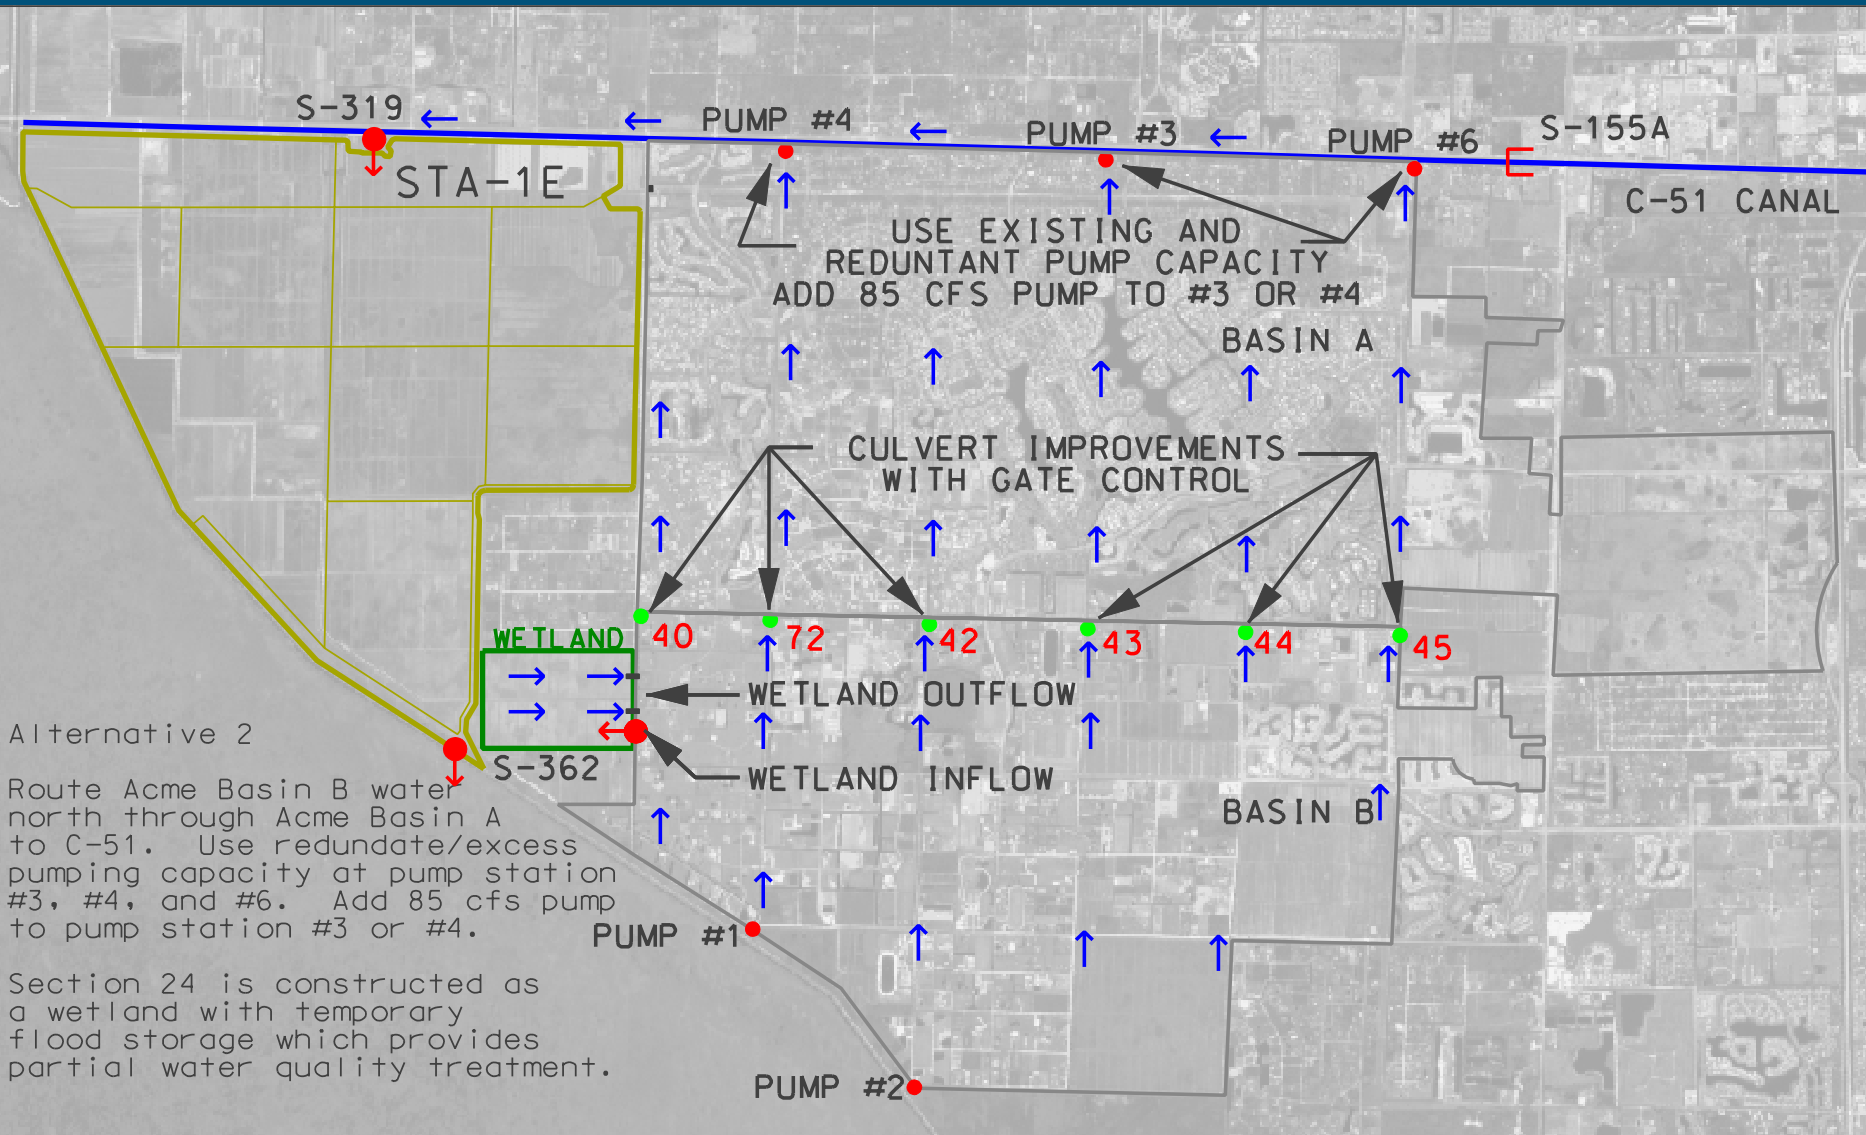 S-319
PUMP #4
PUMP #3
PUMP #6
S-155A
STA-1E
C-51 CANAL
USE EXISTING AND
REDUNTANT PUMP CAPACITY
ADD 85 CFS PUMP TO #3 OR #4
BASIN A
CULVERT IMPROVEMENTS
WITH GATE CONTROL
WETLAND
40
72
42
43
44
45
WETLAND OUTFLOW
S-362
WETLAND INFLOW
BASIN B
Alternative 2
Route Acme Basin B water
north through Acme Basin A
to C-51. Use redundate/excess
pumping capacity at pump station
#3, #4, and #6. Add 85 cfs pump
to pump station #3 or #4.
Section 24 is constructed as
a wetland with temporary
flood storage which provides
partial water quality treatment.
PUMP #1
PUMP #2